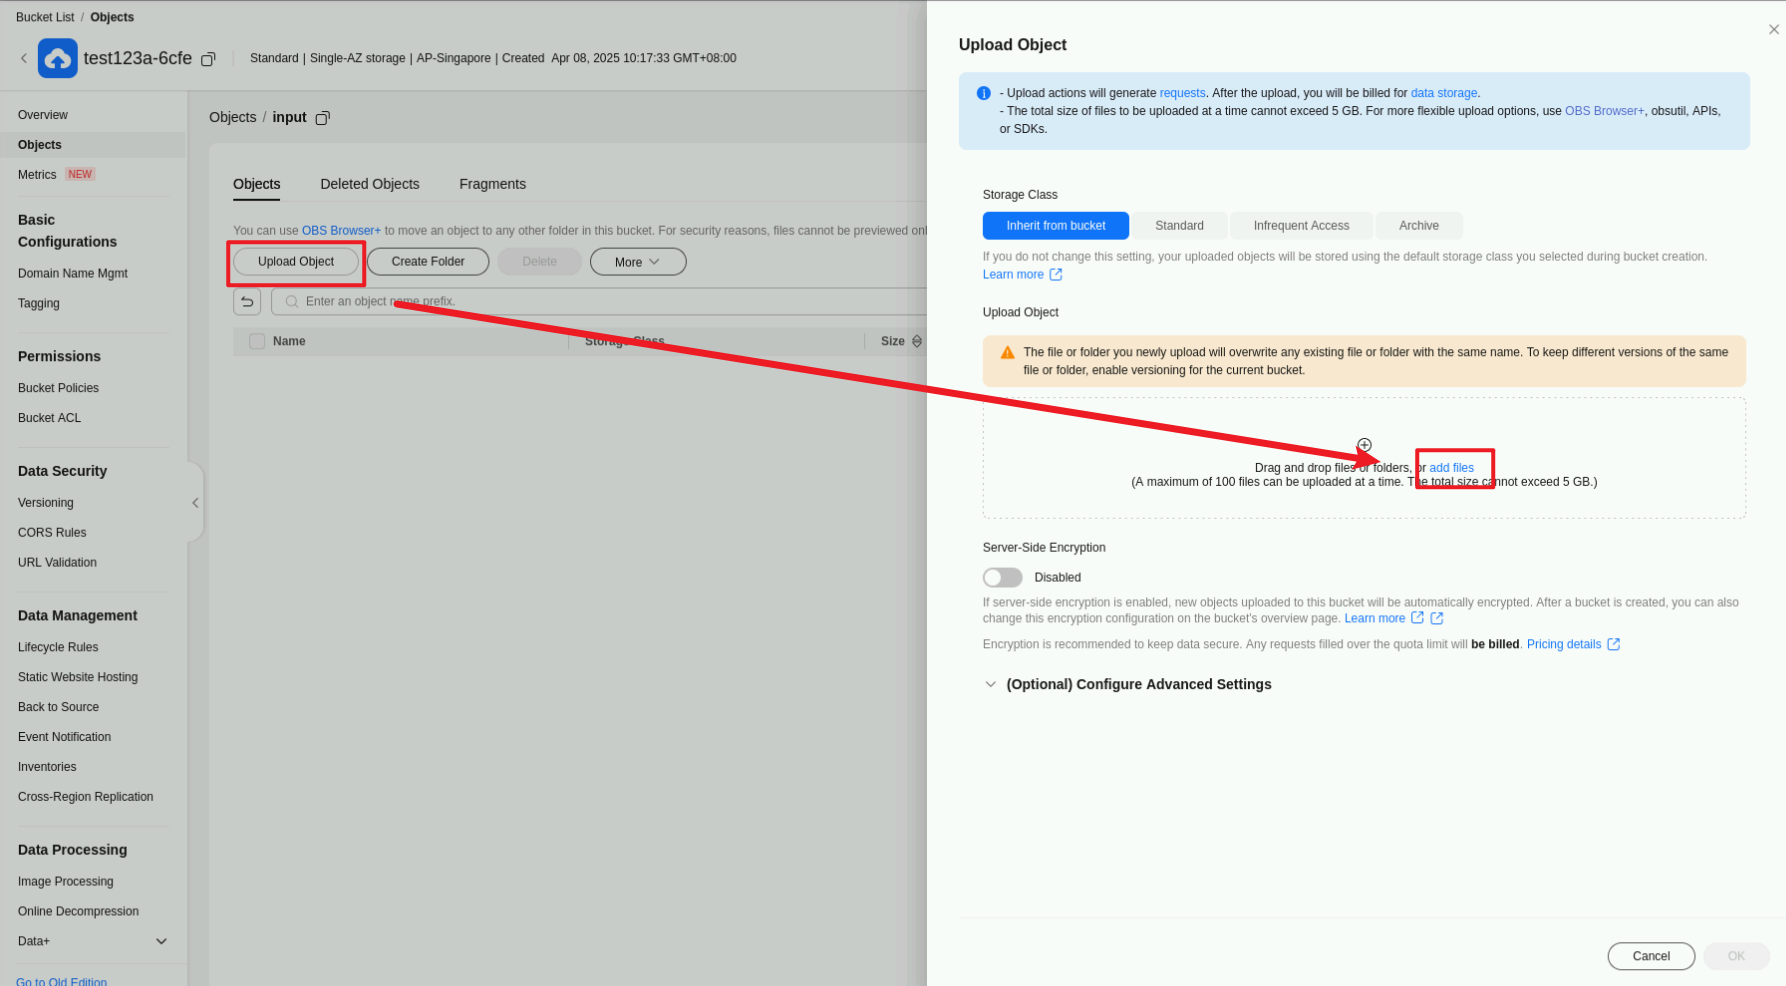 Bucket List / Objects
test123a-6cfe
Standard | Single-AZ storage | AP-Singapore | Created Apr 08, 2025 10:17:33 GMT+08:00
Overview
Objects
Metrics NEW
Basic
Configurations
Domain Name Mgmt
Tagging
Permissions
Bucket Policies
Bucket ACL
Data Security
Versioning
CORS Rules
URL Validation
Data Management
Lifecycle Rules
Static Website Hosting
Back to Source
Event Notification
Inventories
Cross-Region Replication
Data Processing
Image Processing
Online Decompression
Data+
Go to Old Edition
Objects / input
Objects Deleted Objects Fragments
You can use OBS Browser+ to move an object to any other folder in this bucket. For security reasons, files cannot be previewed onl
Upload Object Create Folder Delete More
Enter an object name prefix.
Name Storage Class Size
Upload Object
- Upload actions will generate requests. After the upload, you will be billed for data storage.
- The total size of files to be uploaded at a time cannot exceed 5 GB. For more flexible upload options, use OBS Browser+, obsutil, APIs,
or SDKs.
Storage Class
Inherit from bucket Standard Infrequent Access Archive
If you do not change this setting, your uploaded objects will be stored using the default storage class you selected during bucket creation.
Learn more
Upload Object
The file or folder you newly upload will overwrite any existing file or folder with the same name. To keep different versions of the same
file or folder, enable versioning for the current bucket.
Drag and drop files or folders, or add files
(A maximum of 100 files can be uploaded at a time. The total size cannot exceed 5 GB.)
Server-Side Encryption
Disabled
If server-side encryption is enabled, new objects uploaded to this bucket will be automatically encrypted. After a bucket is created, you can also
change this encryption configuration on the bucket's overview page. Learn more
Encryption is recommended to keep data secure. Any requests filled over the quota limit will be billed. Pricing details
(Optional) Configure Advanced Settings
Cancel OK